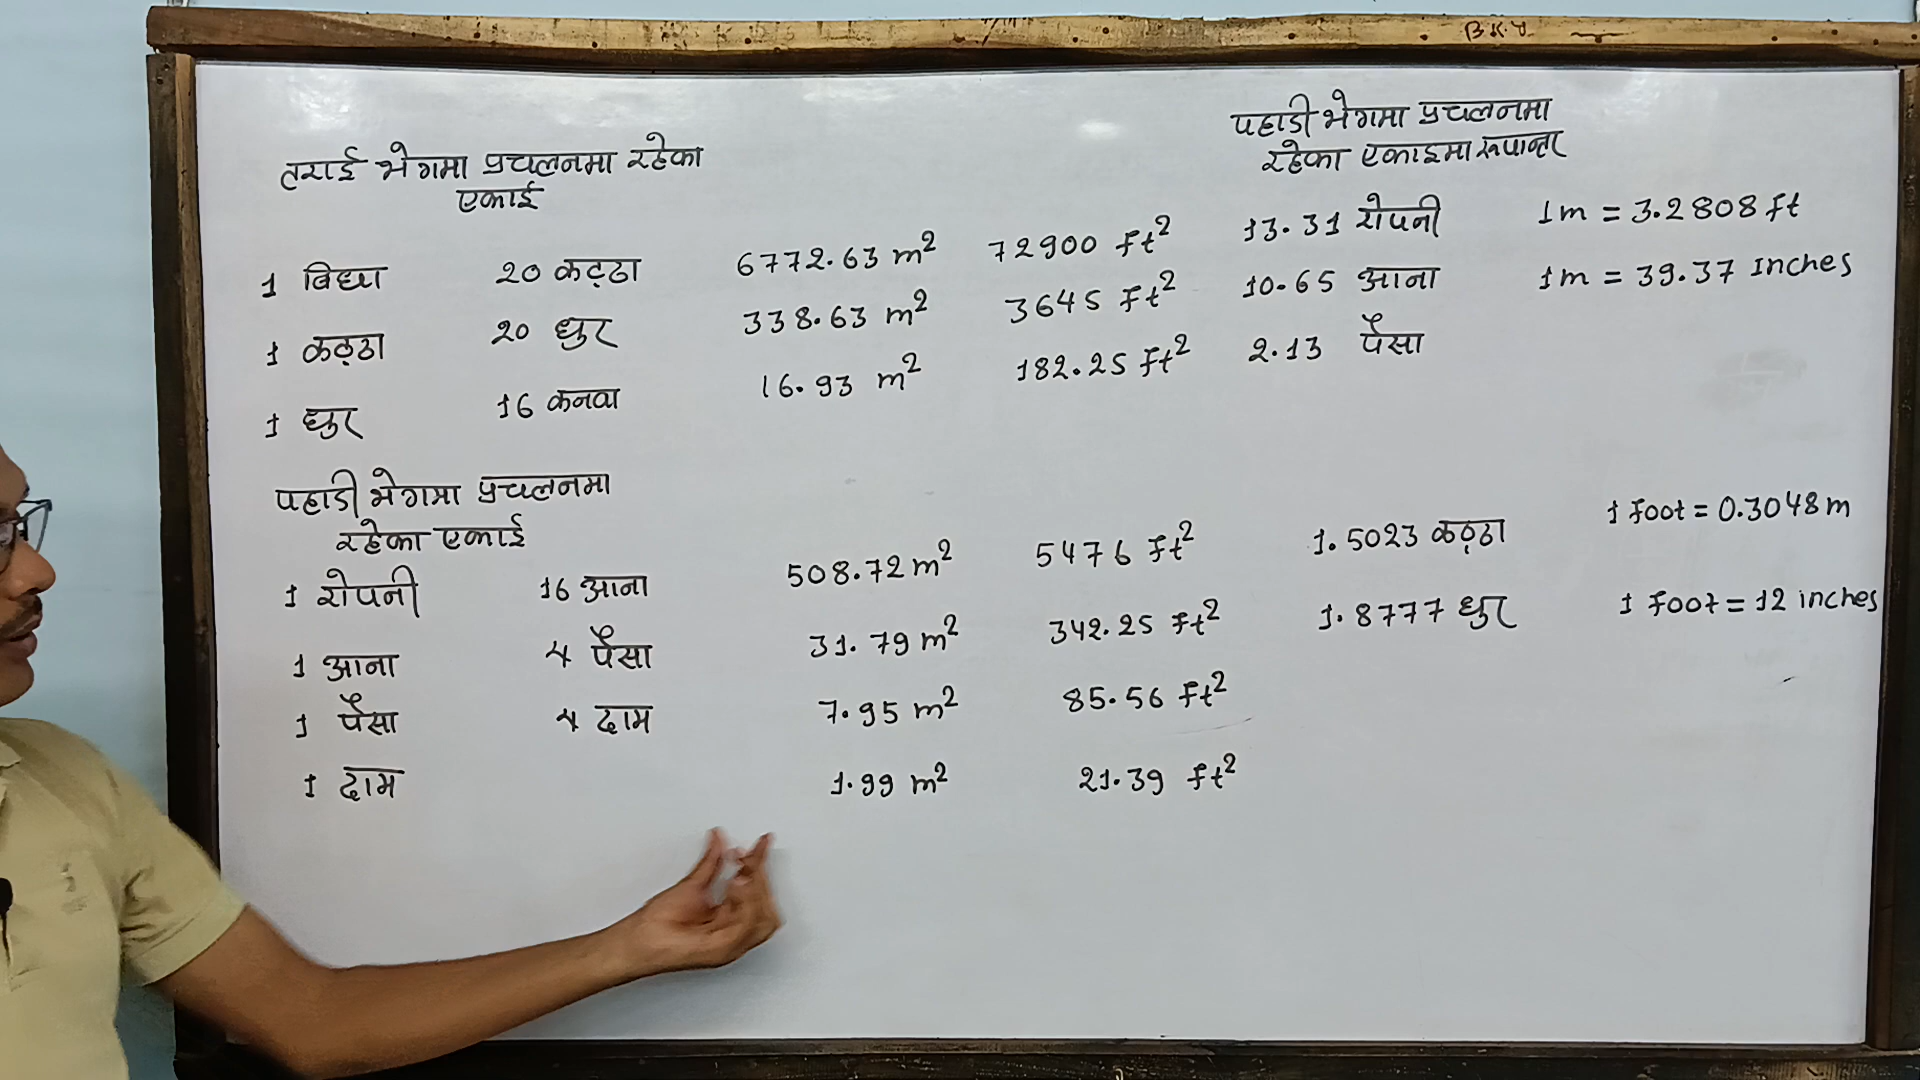 B.K.Y
तराई भेगमा प्रचलनमा रहेका
एकाई
पहाडी भेगमा प्रचलनमा
रहेका एकाइमा रूपान्तर
1 बिघा 20 कट्ठा 6772.63 m² 72900 ft² 13.31 रोपनी 1m = 3.2808 ft
1 कठ्ठा 20 धुर 338.63 m² 3645 ft² 10.65 आना 1m = 39.37 Inches
1 धुर 16 कनवा 16.93 m² 182.25 ft² 2.13 पैसा
पहाडी भेगमा प्रचलनमा
रहेका एकाई
1 रोपनी 16 आना 508.72 m² 5476 ft² 1.5023 कठ्ठा 1 foot = 0.3048 m
1 आना 4 पैसा 31.79 m² 342.25 ft² 1.8777 धुर 1 foot = 12 inches
1 पैसा 4 दाम 7.95 m² 85.56 ft²
1 दाम 1.99 m² 21.39 ft²